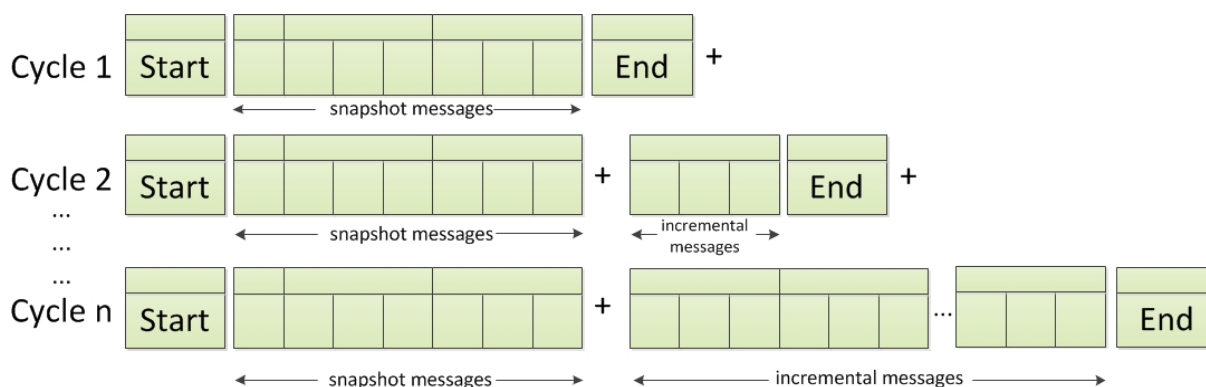 Cycle 1 Start End +
snapshot messages
Cycle 2 Start + End +
... snapshot messages incremental
messages
...
...
Cycle n Start + ... End
snapshot messages incremental messages